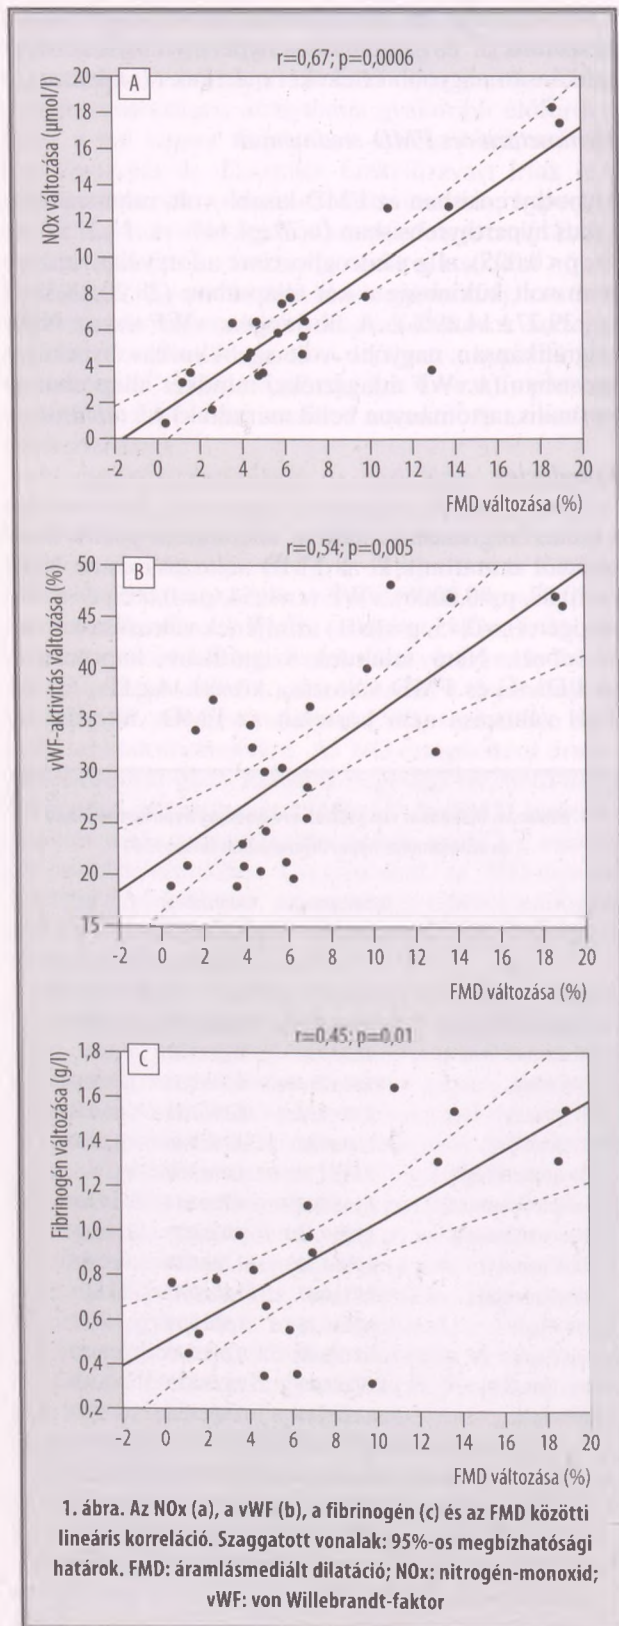 r=0,67; p=0,0006
A
NOx változása (µmol/l)
20
18
16
14
12
10
8
6
4
2
0
-2 0 2 4 6 8 10 12 14 16 18 20
FMD változása (%)
r=0,54; p=0,005
B
vWF-aktivitás változása (%)
50
45
40
35
30
25
20
15
-2 0 2 4 6 8 10 12 14 16 18 20
FMD változása (%)
r=0,45; p=0,01
C
Fibrinogén változása (g/l)
1,8
1,6
1,4
1,2
1,0
0,8
0,6
0,4
0,2
-2 0 2 4 6 8 10 12 14 16 18 20
FMD változása (%)
1. ábra. Az NOx (a), a vWF (b), a fibrinogén (c) és az FMD közötti
lineáris korreláció. Szaggatott vonalak: 95%-os megbízhatósági
határok. FMD: áramlásmediált dilatáció; NOx: nitrogén-monoxid;
vWF: von Willebrandt-faktor